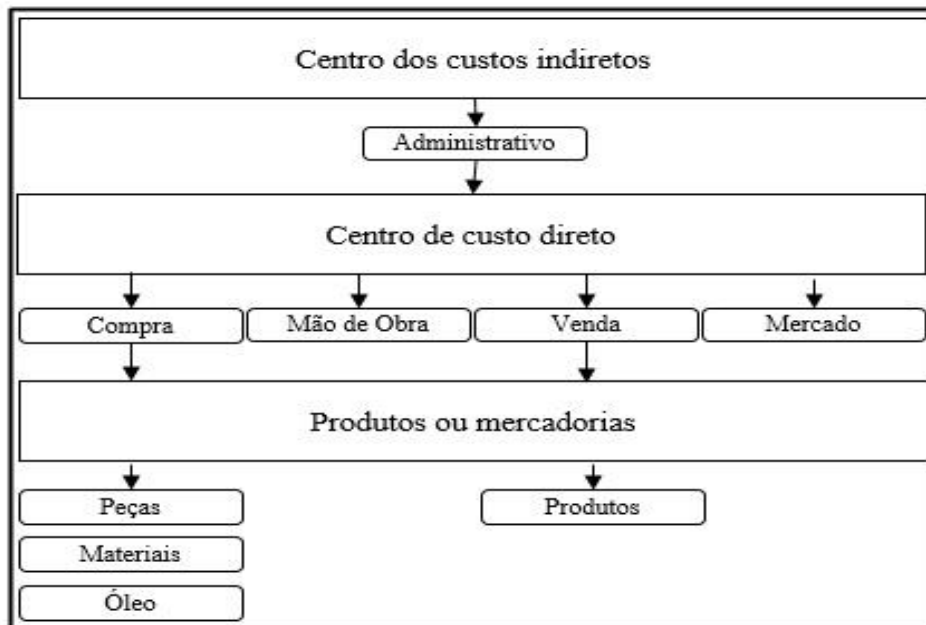 Centro dos custos indiretos
Administrativo
Centro de custo direto
Compra
Mão de Obra
Venda
Mercado
Produtos ou mercadorias
Peças
Produtos
Materiais
Óleo